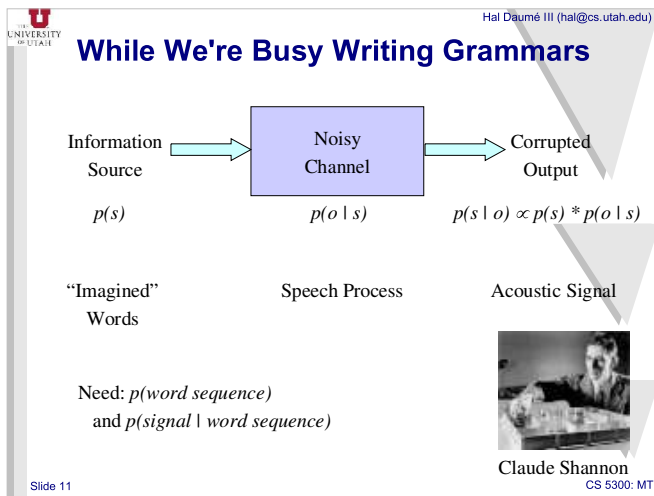 Hal Daumé III (hal@cs.utah.edu)
THE
UNIVERSITY
OF UTAH
While We're Busy Writing Grammars
Information
Source
Noisy
Channel
Corrupted
Output
p(s)
p(o | s)
p(s | o) ∝ p(s) * p(o | s)
“Imagined”
Words
Speech Process
Acoustic Signal
Need: p(word sequence)
and p(signal | word sequence)
Claude Shannon
Slide 11
CS 5300: MT